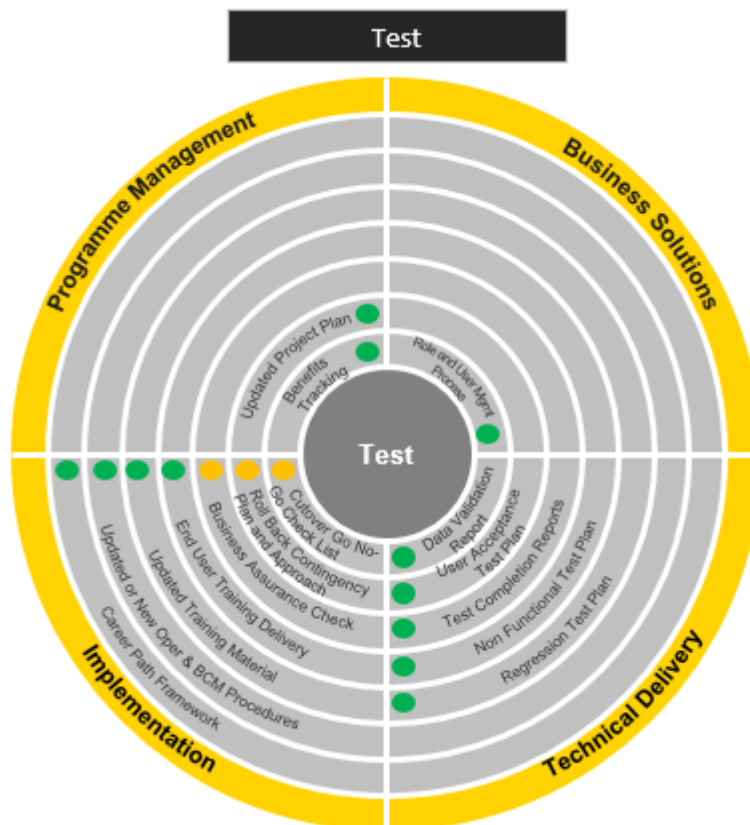 Test
Programme Management
Business Solutions
Updated Project Plan
Benefits
Tracking
Role and User Mgmt
Process
Test
Cutover Go No-
Go Check List
Roll Back Contingency
Plan and Approach
Business Assurance Check
End User Training Delivery
Updated Training Material
Updated or New Oper & BCM Procedures
Career Path Framework
Implementation
Data Validation
Report
User Acceptance
Test Plan
Test Completion Reports
Non Functional Test Plan
Regression Test Plan
Technical Delivery